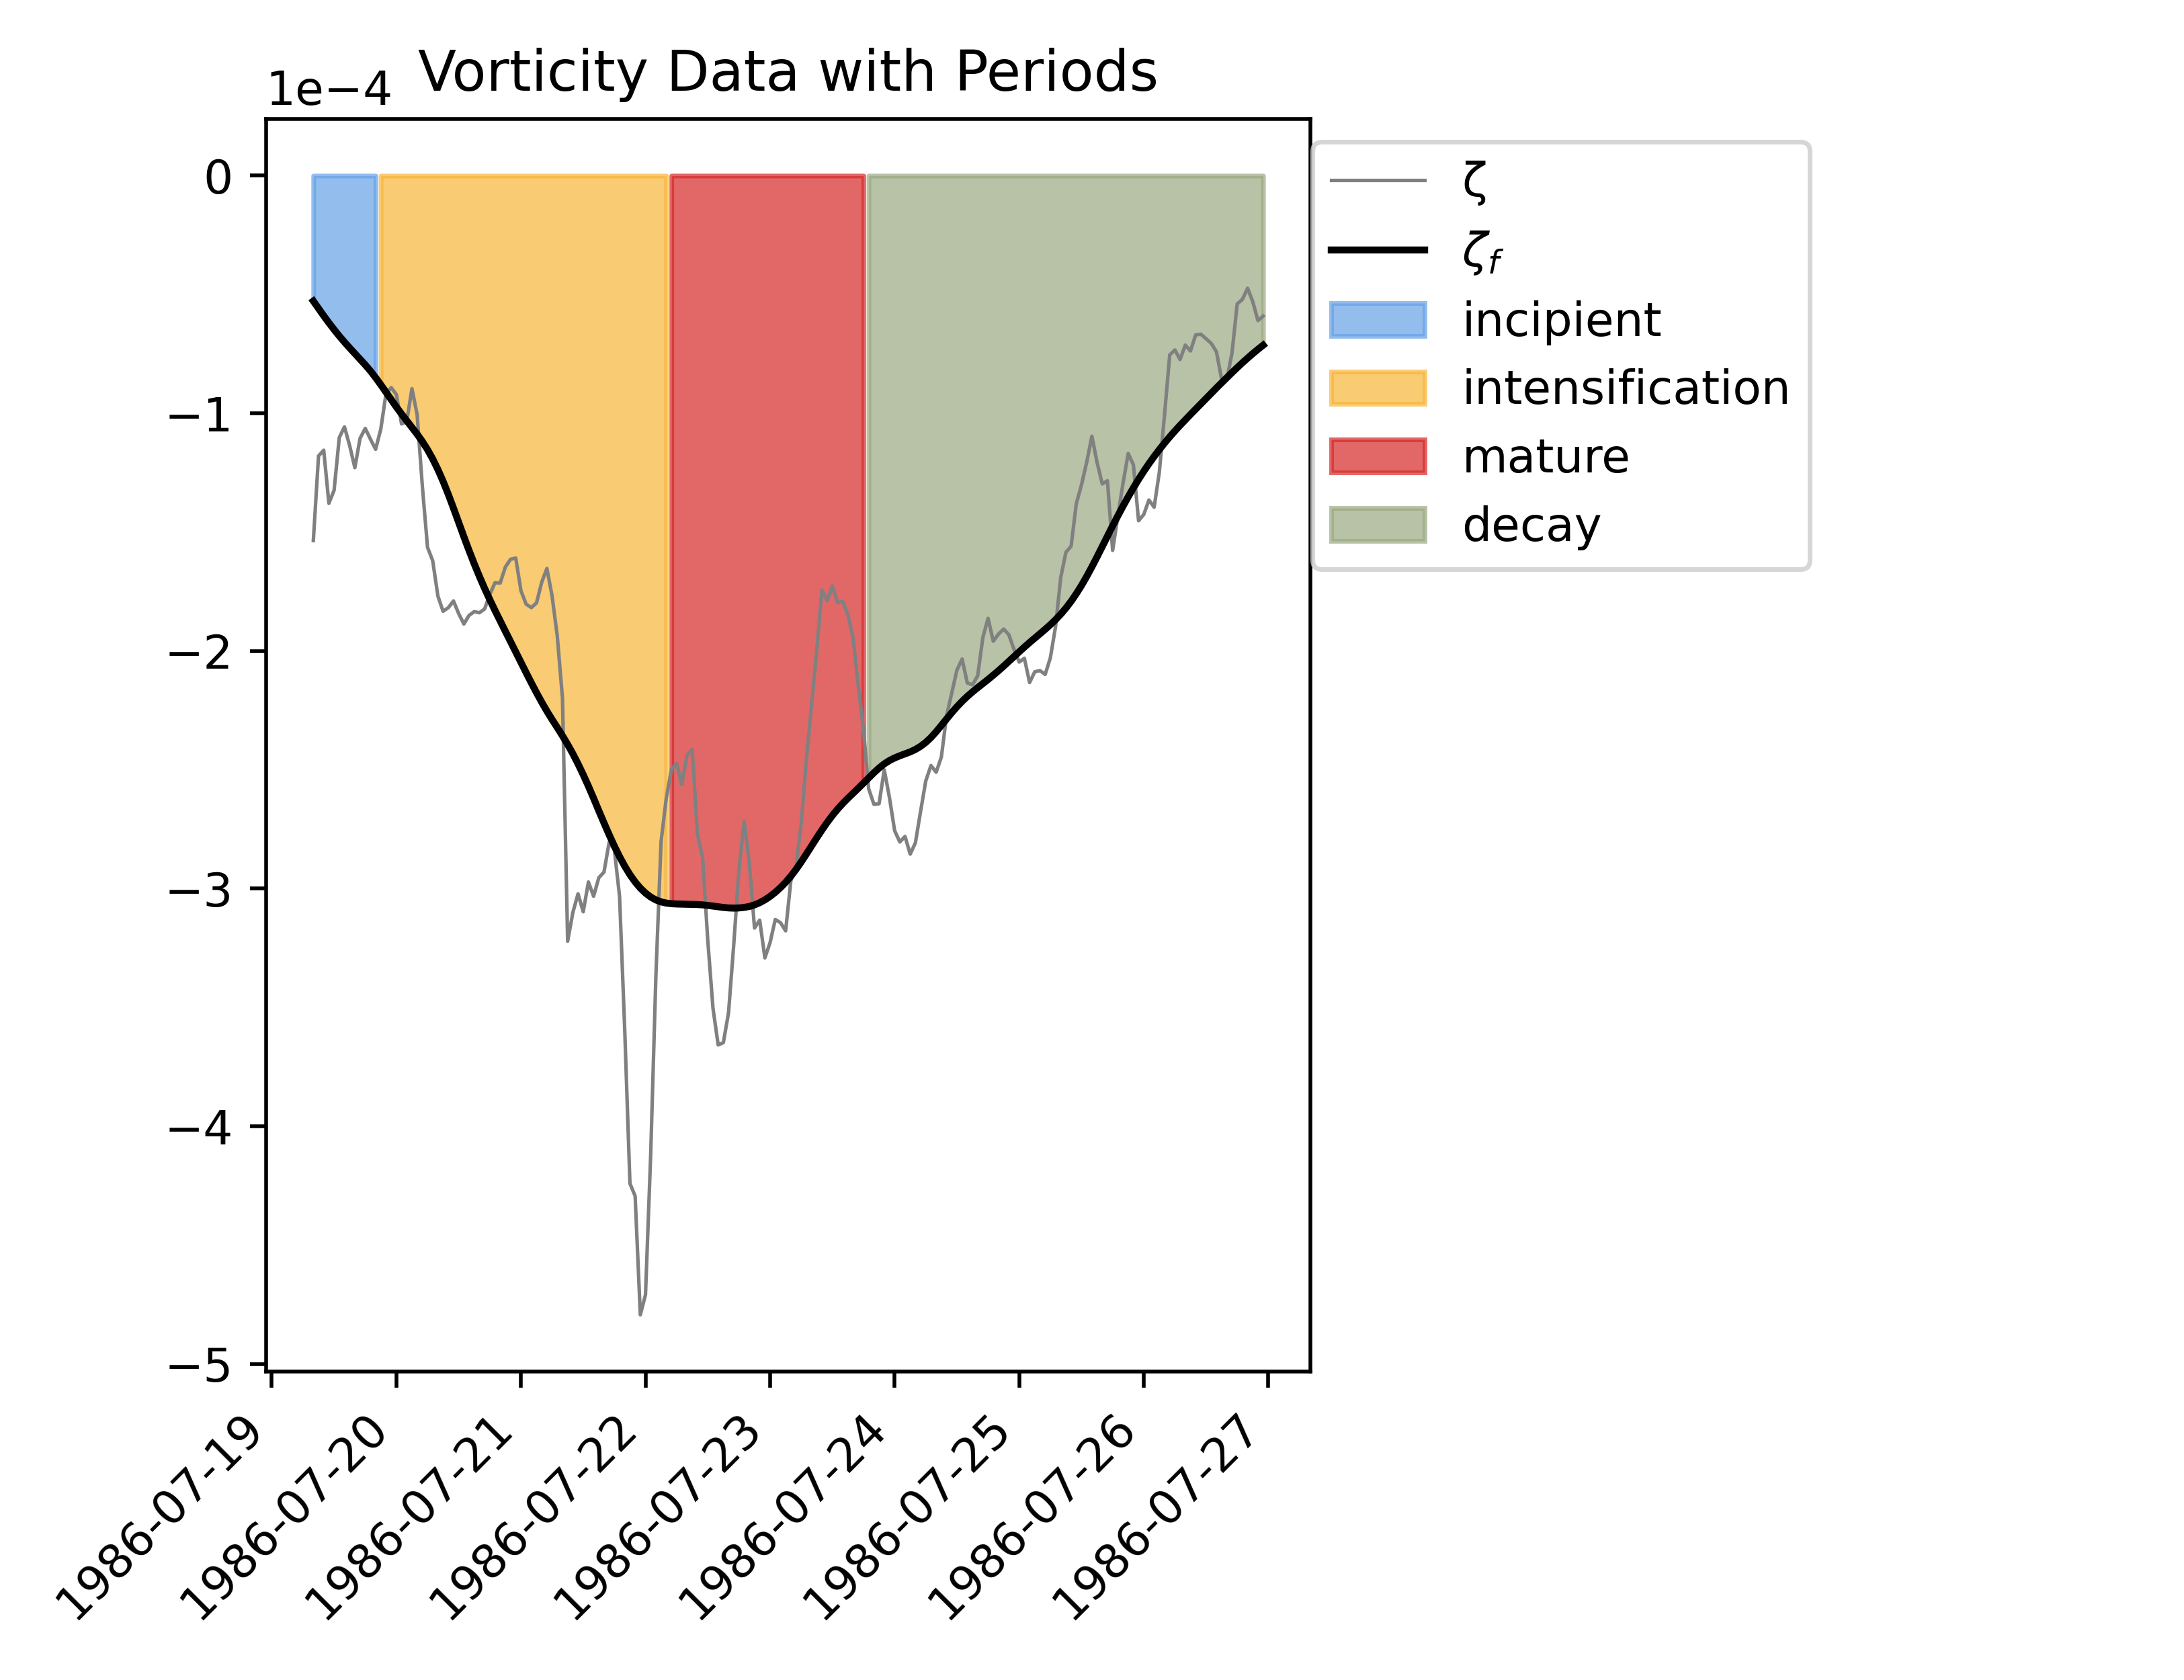 Vorticity Data with Periods
1e−4
0
−1
−2
−3
−4
−5
1986-07-19
1986-07-20
1986-07-21
1986-07-22
1986-07-23
1986-07-24
1986-07-25
1986-07-26
1986-07-27
ζ
ζf
incipient
intensification
mature
decay